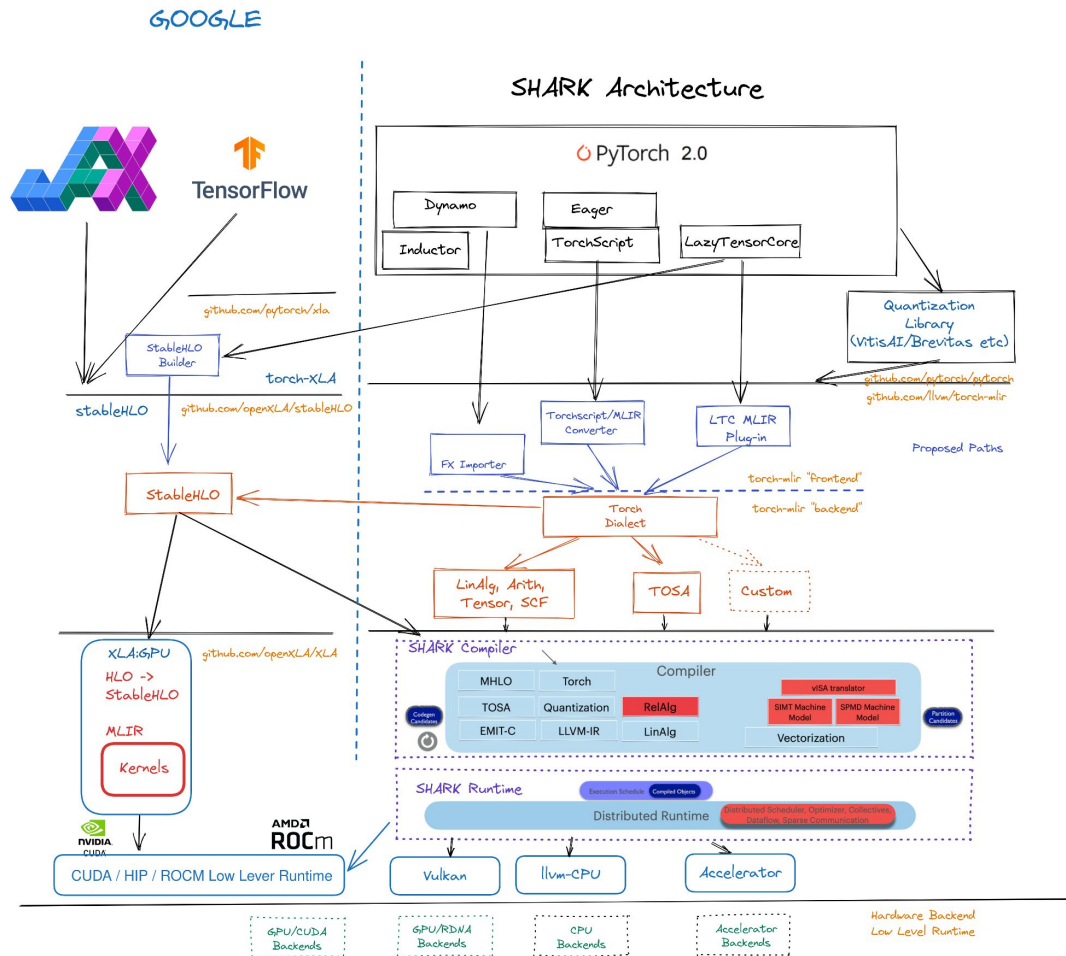 GOOGLE
SHARK Architecture
JAX
TensorFlow
PyTorch 2.0
Dynamo
Eager
Inductor
TorchScript
LazyTensorCore
github.com/pytorch/xla
StableHLO
Builder
torch-XLA
Quantization
Library
(VitisAI/Brevitas etc)
github.com/pytorch/pytorch
github.com/llvm/torch-mlir
stableHLO
github.com/openXLA/stableHLO
Torchscript/MLIR
Converter
LTC MLIR
Plug-in
FX Importer
Proposed Paths
torch-mlir "frontend"
StableHLO
Torch
Dialect
torch-mlir "backend"
LinAlg, Arith,
Tensor, SCF
TOSA
Custom
XLA:GPU
github.com/openXLA/XLA
HLO ->
StableHLO
MLIR
Kernels
SHARK Compiler
Compiler
MHLO
Torch
TOSA
Quantization
RelAlg
EMIT-C
LLVM-IR
LinAlg
vISA translator
SIMT Machine
Model
SPMD Machine
Model
Vectorization
Codegen
Candidates
Partition
Candidates
SHARK Runtime
Execution Schedule
Compiled Objects
Distributed Runtime
Distributed Scheduler, Optimizer, Collectives,
Dataflow, Sparse Communication
NVIDIA.
CUDA
AMD
ROCm
CUDA / HIP / ROCM Low Lever Runtime
Vulkan
llvm-CPU
Accelerator
GPU/CUDA
Backends
GPU/RDNA
Backends
CPU
Backends
Accelerator
Backends
Hardware Backend
Low Level Runtime